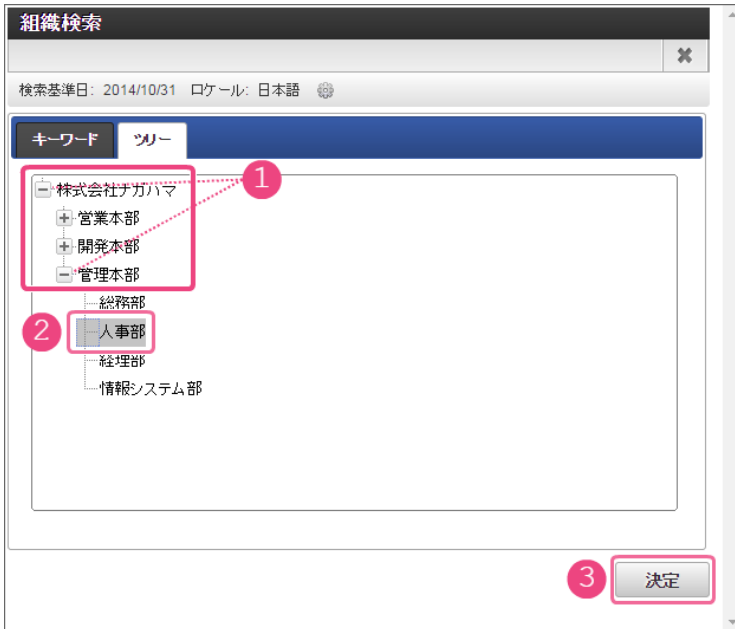 組織検索
検索基準日: 2014/10/31 ロケール: 日本語
キーワード ツリー
株式会社ナガハマ 1
営業本部
開発本部
管理本部
総務部
2 人事部
経理部
情報システム部
3 決定